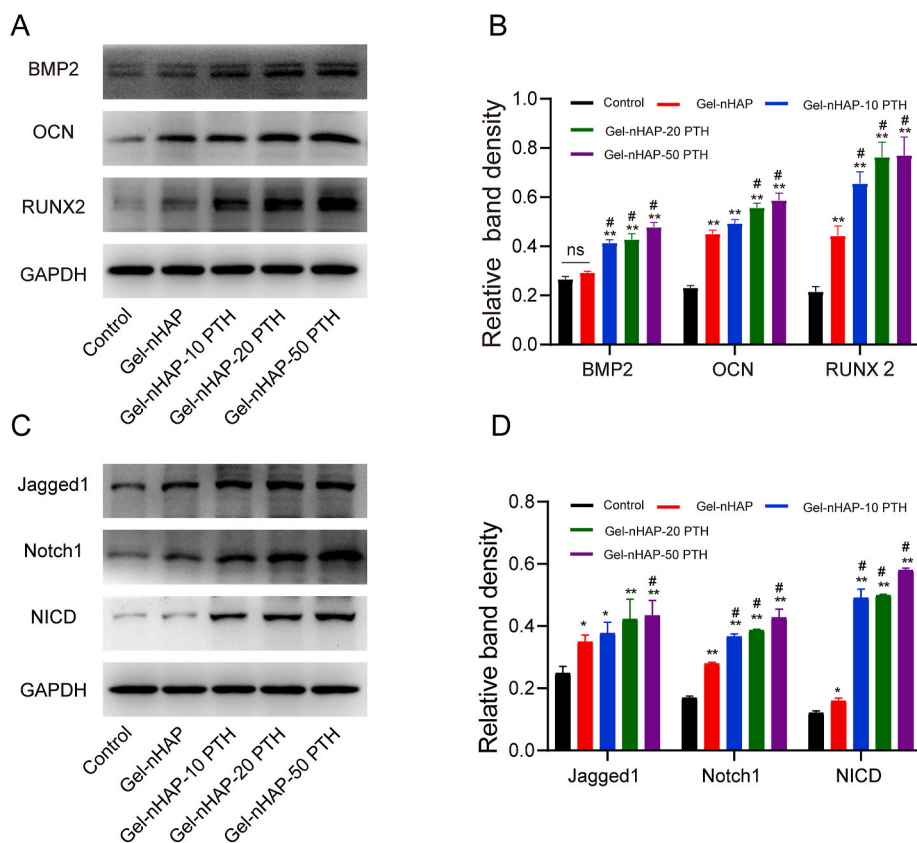 A
BMP2
OCN
RUNX2
GAPDH
Control
Gel-nHAP
Gel-nHAP-10 PTH
Gel-nHAP-20 PTH
Gel-nHAP-50 PTH
B
Relative band density
1.0
0.8
0.6
0.4
0.2
0.0
Control Gel-nHAP Gel-nHAP-10 PTH
Gel-nHAP-20 PTH
Gel-nHAP-50 PTH
ns
# ** # ** # **
** ** # ** # **
** # ** # ** # **
BMP2 OCN RUNX 2
C
Jagged1
Notch1
NICD
GAPDH
Control
Gel-nHAP
Gel-nHAP-10 PTH
Gel-nHAP-20 PTH
Gel-nHAP-50 PTH
D
Relative band density
0.8
0.6
0.4
0.2
0.0
Control Gel-nHAP Gel-nHAP-10 PTH
Gel-nHAP-20 PTH
Gel-nHAP-50 PTH
* * ** # **
** # ** # ** # **
* # ** # ** # **
Jagged1 Notch1 NICD